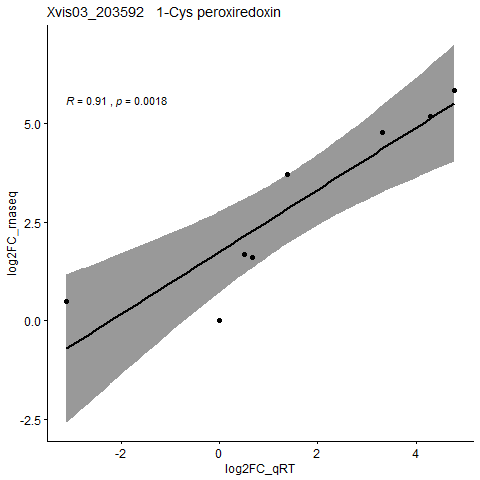 Xvis03_203592 1-Cys peroxiredoxin
R = 0.91 , p = 0.0018
5.0
2.5
0.0
-2.5
log2FC_rnaseq
-2 0 2 4
log2FC_qRT